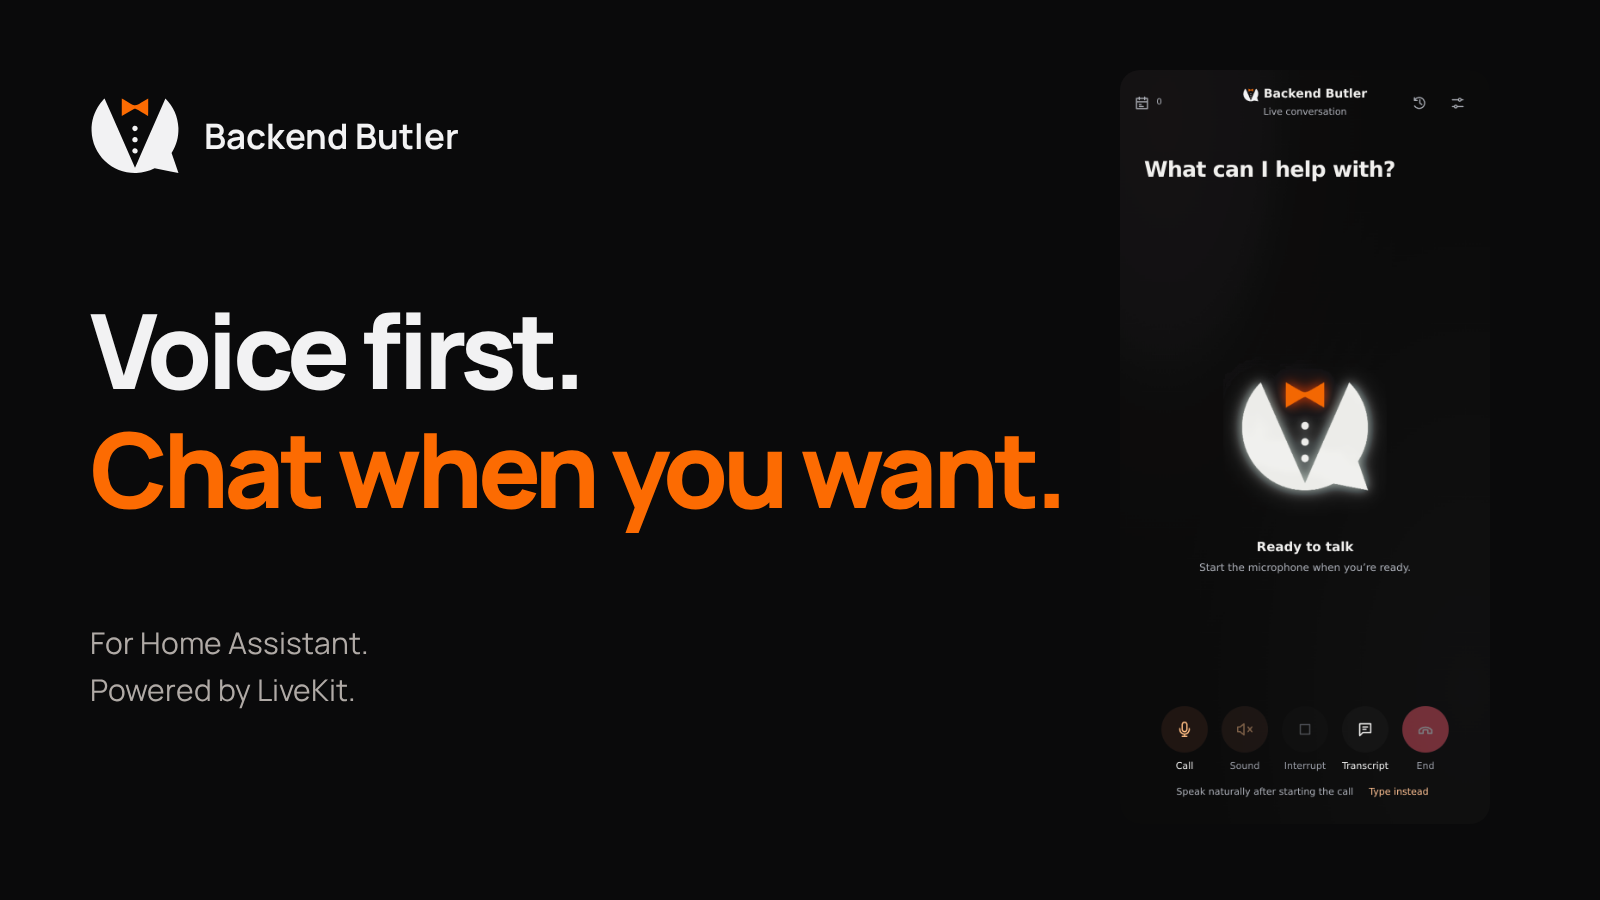 Backend Butler
Voice first.
Chat when you want.
For Home Assistant.
Powered by LiveKit.
0
Backend Butler
Live conversation
What can I help with?
Ready to talk
Start the microphone when you’re ready.
Call Sound Interrupt Transcript End
Speak naturally after starting the call Type instead